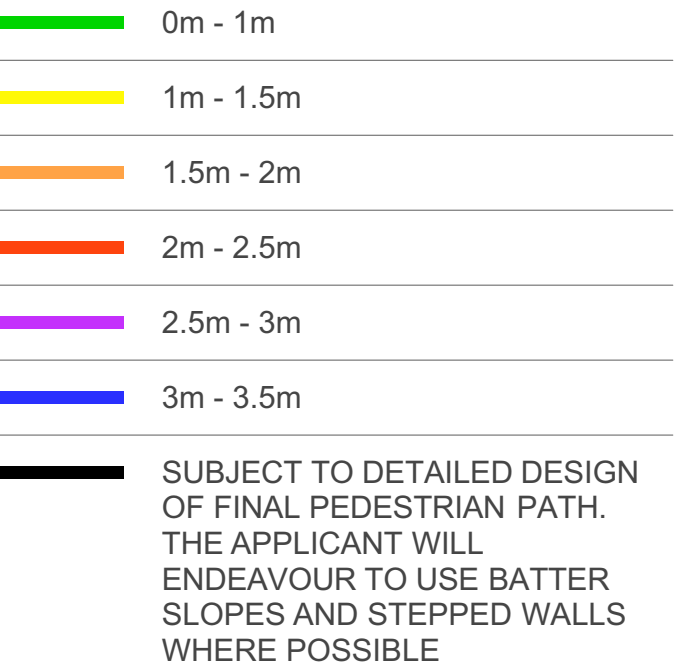 0m - 1m
1m - 1.5m
1.5m - 2m
2m - 2.5m
2.5m - 3m
3m - 3.5m
SUBJECT TO DETAILED DESIGN
OF FINAL PEDESTRIAN PATH.
THE APPLICANT WILL
ENDEAVOUR TO USE BATTER
SLOPES AND STEPPED WALLS
WHERE POSSIBLE